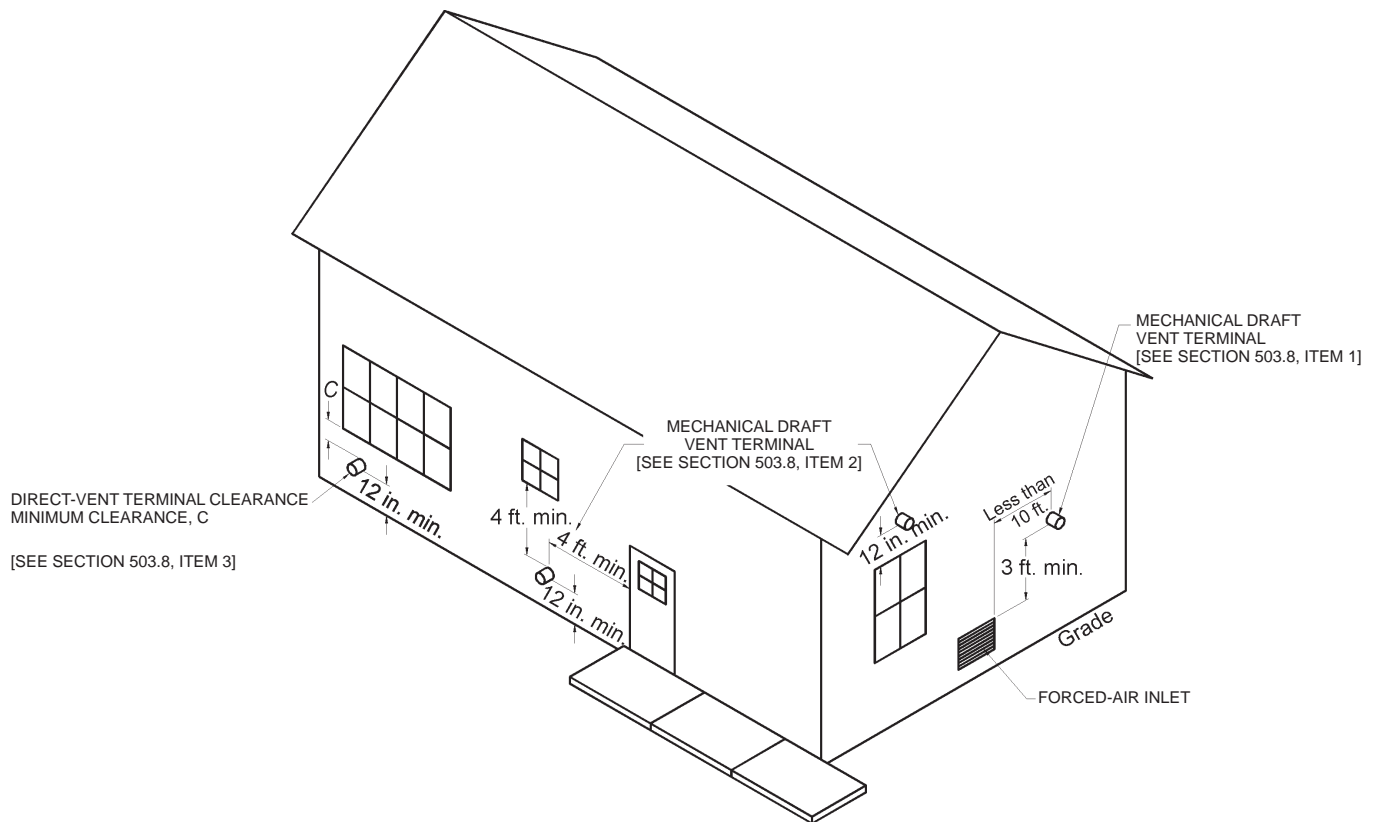 MECHANICAL DRAFT
VENT TERMINAL
[SEE SECTION 503.8, ITEM 1]
C
MECHANICAL DRAFT
VENT TERMINAL
[SEE SECTION 503.8, ITEM 2]
DIRECT-VENT TERMINAL CLEARANCE
MINIMUM CLEARANCE, C
[SEE SECTION 503.8, ITEM 3]
12 in. min.
4 ft. min.
4 ft. min.
12 in. min.
12 in. min.
Less than
10 ft.
3 ft. min.
Grade
FORCED-AIR INLET